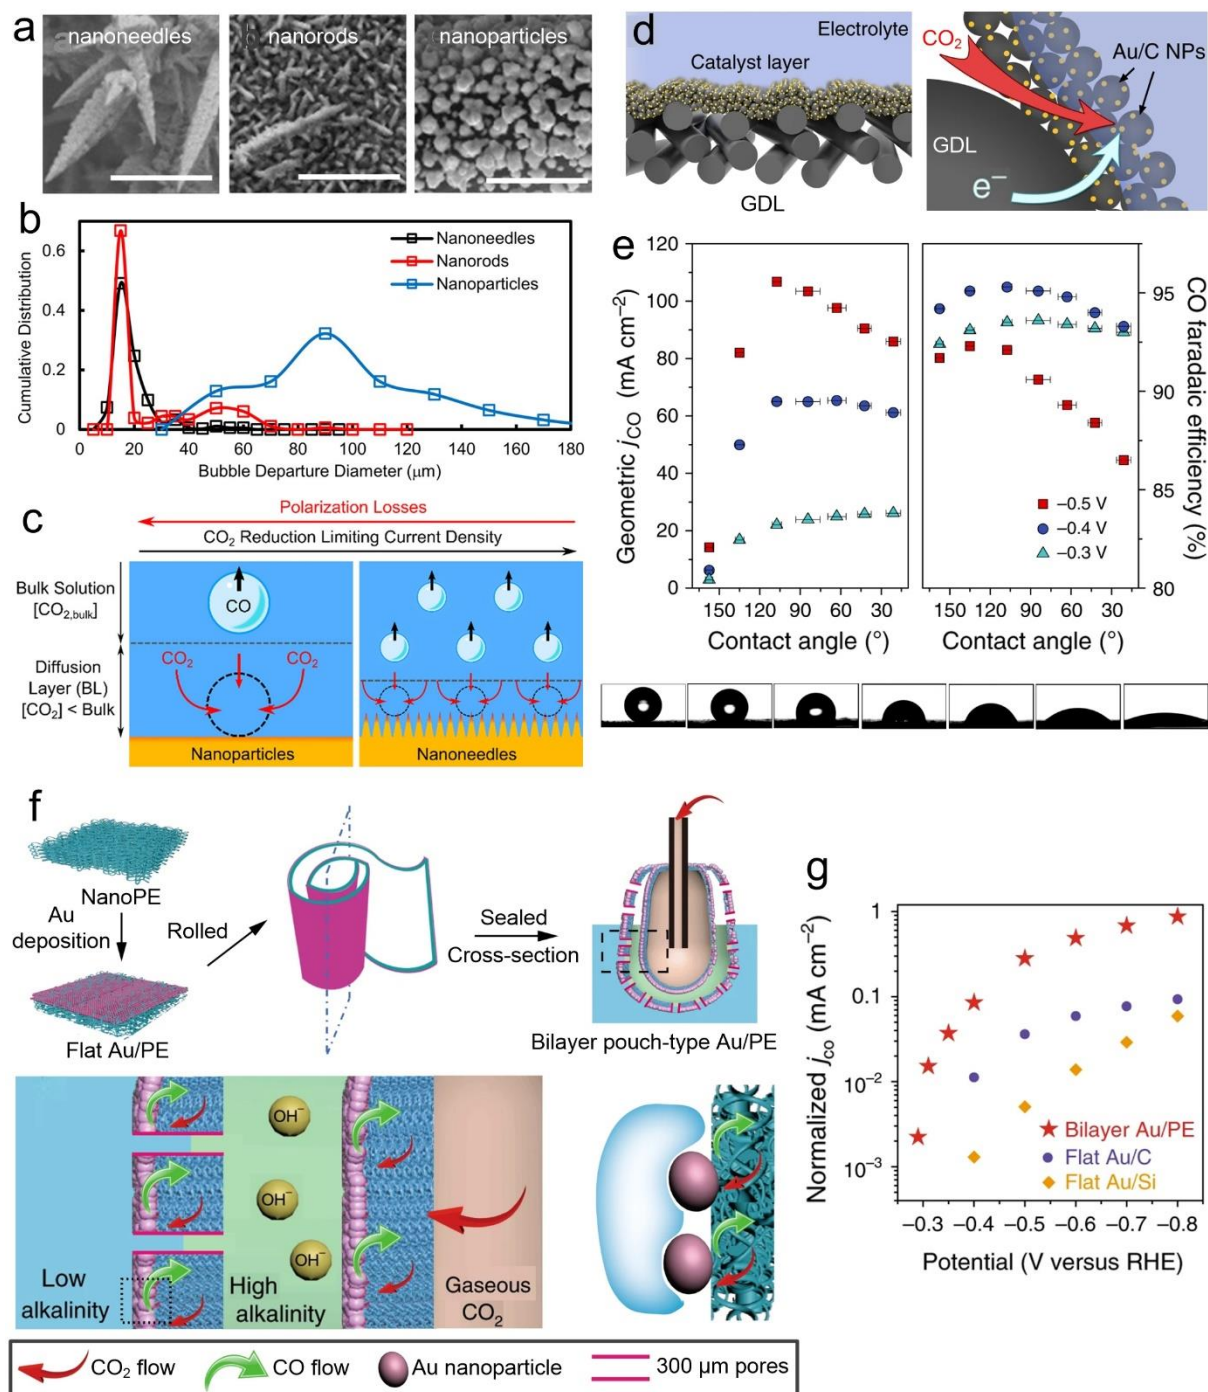 a
nanoneedles
b nanorods
nanoparticles
b
Cumulative Distribution
0.6
0.4
0.2
0
Nanoneedles
Nanorods
Nanoparticles
0 20 40 60 80 100 120 140 160 180
Bubble Departure Diameter (μm)
c
Polarization Losses
CO2 Reduction Limiting Current Density
Bulk Solution
[CO2,bulk]
Diffusion
Layer (BL)
[CO2] < Bulk
CO
CO2
CO2
Nanoparticles
Nanoneedles
d
Electrolyte
Catalyst layer
GDL
CO2
Au/C NPs
GDL
e−
e
Geometric jCO (mA cm−2)
120
100
80
60
40
20
0
150 120 90 60 30
Contact angle (°)
−0.5 V
−0.4 V
−0.3 V
150 120 90 60 30
Contact angle (°)
95
90
85
80
CO faradaic efficiency (%)
f
NanoPE
Au
deposition
Flat Au/PE
Rolled
Sealed
Cross-section
Bilayer pouch-type Au/PE
Low
alkalinity
OH−
OH−
OH−
High
alkalinity
Gaseous
CO2
g
Normalized jco (mA cm−2)
1
0.1
10−2
10−3
Bilayer Au/PE
Flat Au/C
Flat Au/Si
−0.3 −0.4 −0.5 −0.6 −0.7 −0.8
Potential (V versus RHE)
CO2 flow
CO flow
Au nanoparticle
300 μm pores